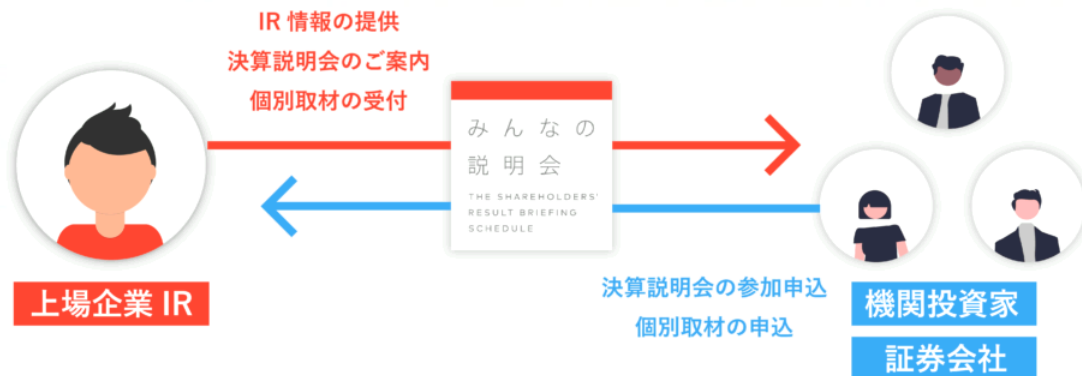 IR 情報の提供
決算説明会のご案内
個別取材の受付
みんなの
説明会
THE SHAREHOLDERS'
RESULT BRIEFING
SCHEDULE
上場企業 IR
決算説明会の参加申込
個別取材の申込
機関投資家
証券会社